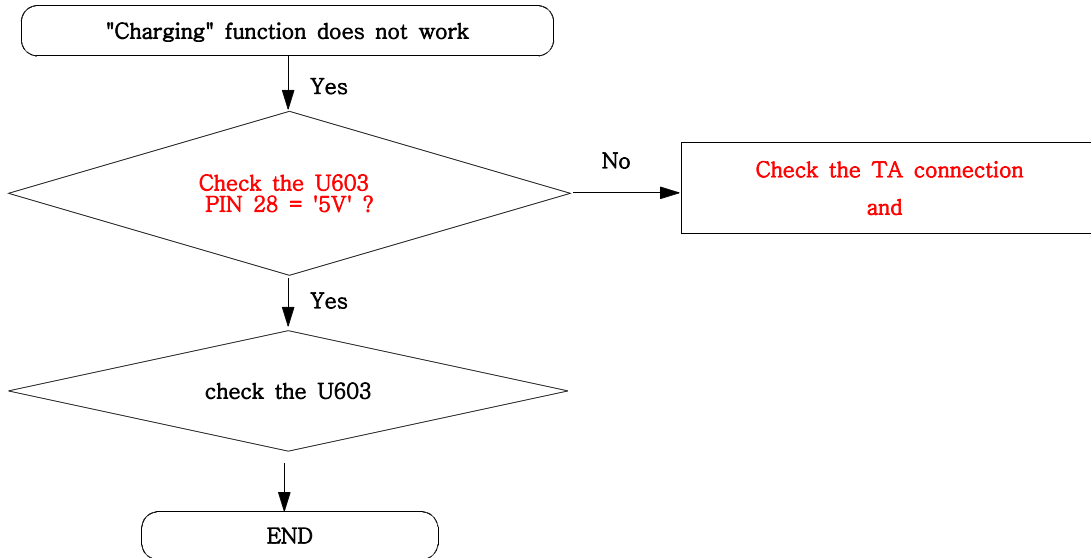 "Charging" function does not work
Yes
Check the U603
PIN 28 = '5V' ?
No
Check the TA connection
and
Yes
check the U603
END